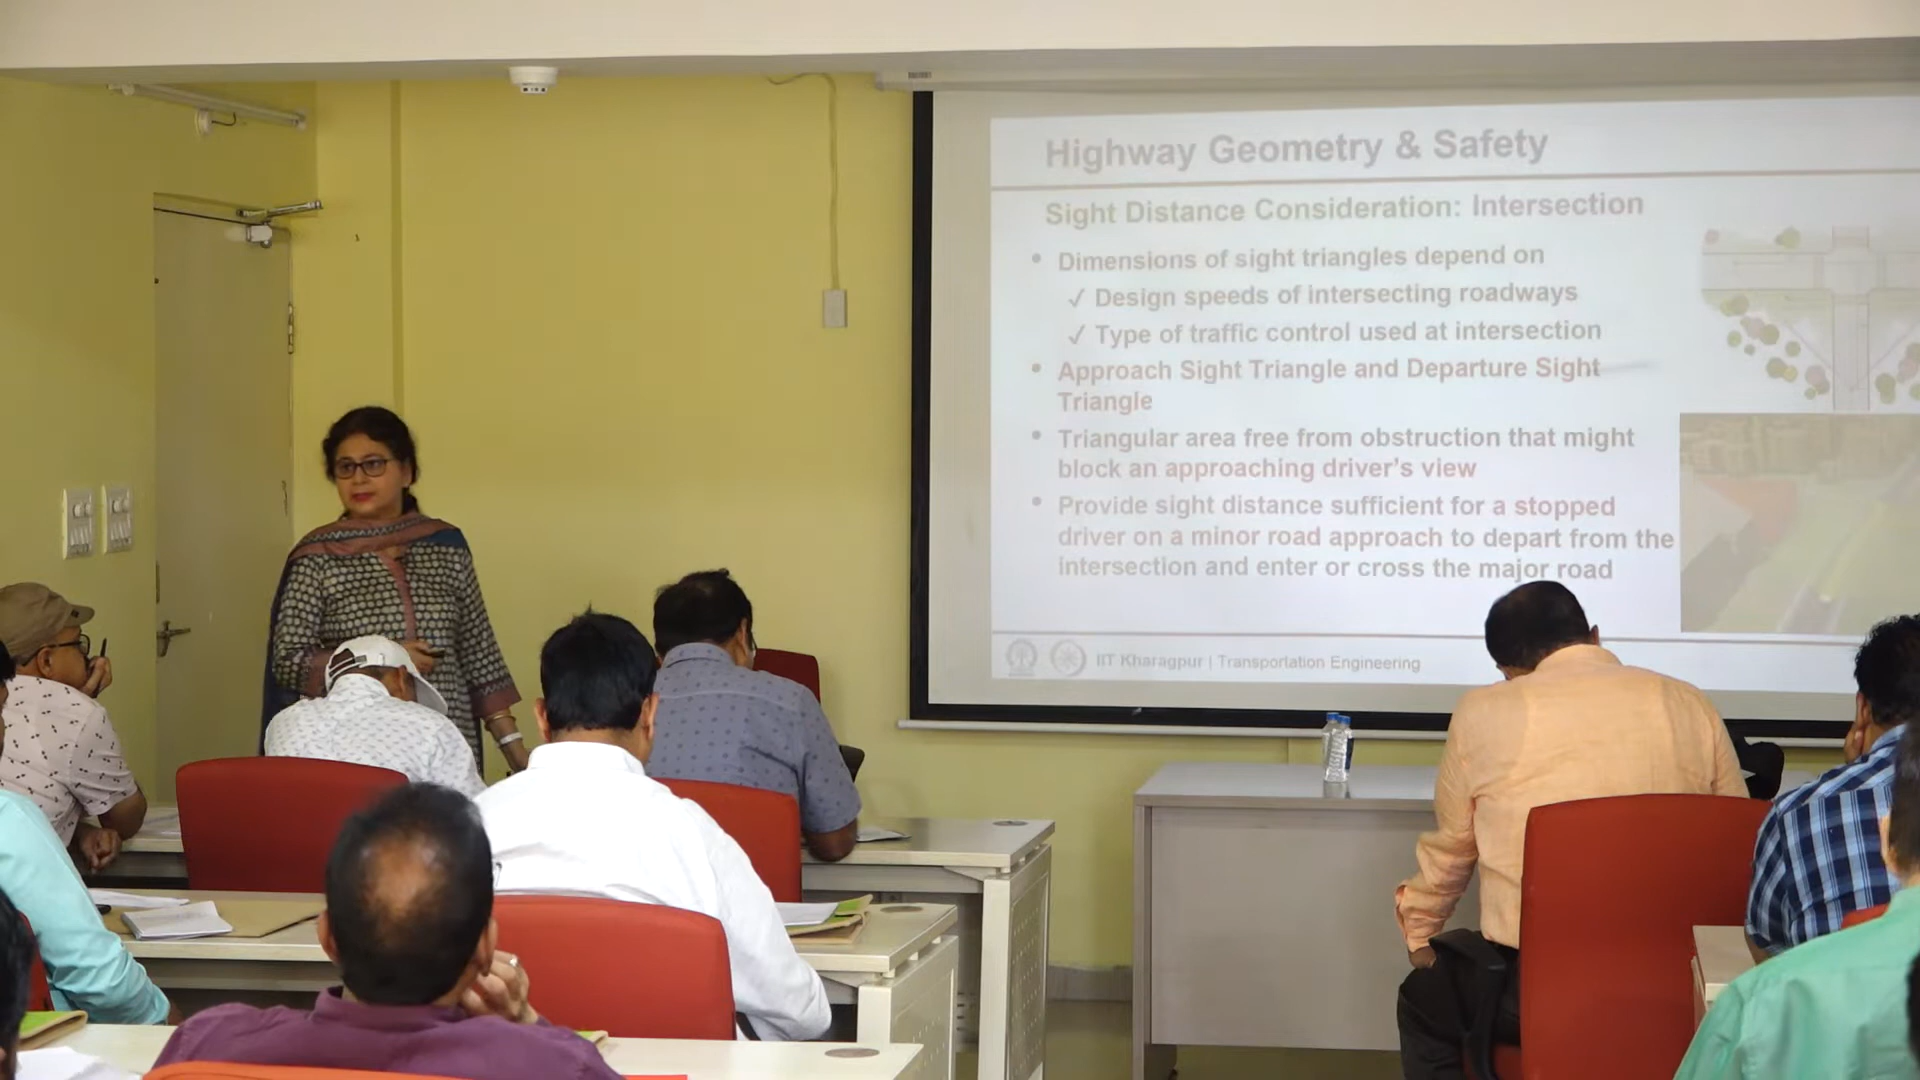 Highway Geometry & Safety
Sight Distance Consideration: Intersection
• Dimensions of sight triangles depend on
✓ Design speeds of intersecting roadways
✓ Type of traffic control used at intersection
• Approach Sight Triangle and Departure Sight
Triangle
• Triangular area free from obstruction that might
block an approaching driver's view
• Provide sight distance sufficient for a stopped
driver on a minor road approach to depart from the
intersection and enter or cross the major road
IIT Kharagpur | Transportation Engineering